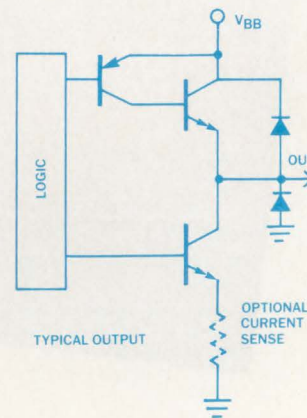 VBB
LOGIC
OU
OPTIONAL
CURRENT
SENSE
TYPICAL OUTPUT